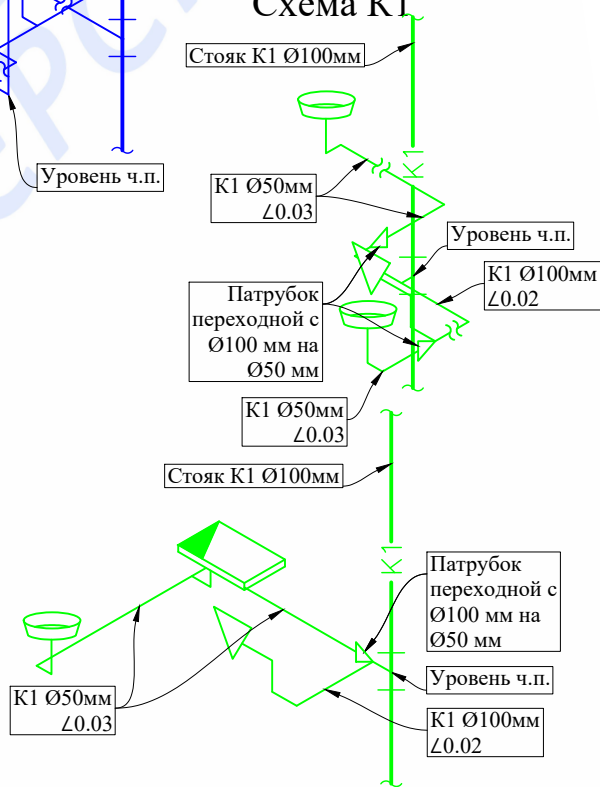 Схема К1
Стояк К1 Ø100мм
К1
Уровень ч.п.
К1 Ø50мм
∠0.03
Уровень ч.п.
К1 Ø100мм
∠0.02
Патрубок
переходной с
Ø100 мм на
Ø50 мм
К1 Ø50мм
∠0.03
Стояк К1 Ø100мм
К1
Патрубок
переходной с
Ø100 мм на
Ø50 мм
Уровень ч.п.
К1 Ø50мм
∠0.03
К1 Ø100мм
∠0.02